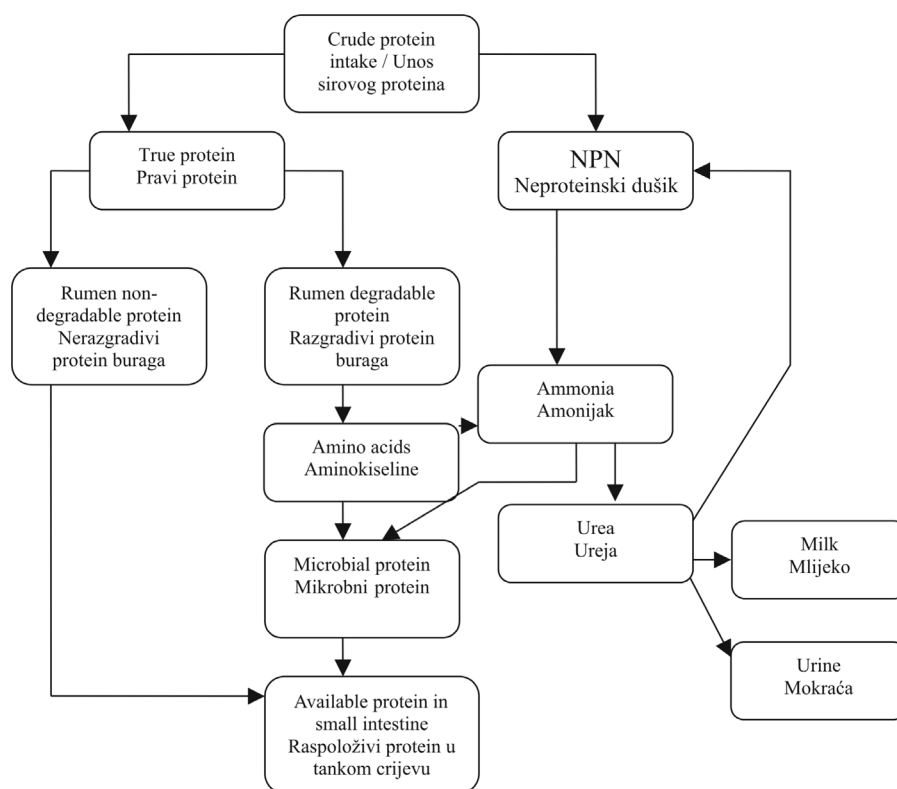 Crude protein
intake / Unos
sirovog proteina
True protein
Pravi protein
NPN
Neproteinski dušik
Rumen non-
degradable protein
Nerazgradivi
protein buraga
Rumen degradable
protein
Razgradivi protein
buraga
Ammonia
Amonijak
Amino acids
Aminokiseline
Urea
Ureja
Milk
Mlijeko
Microbial protein
Mikrobni protein
Urine
Mokraća
Available protein in
small intestine
Raspoloživi protein u
tankom crijevu